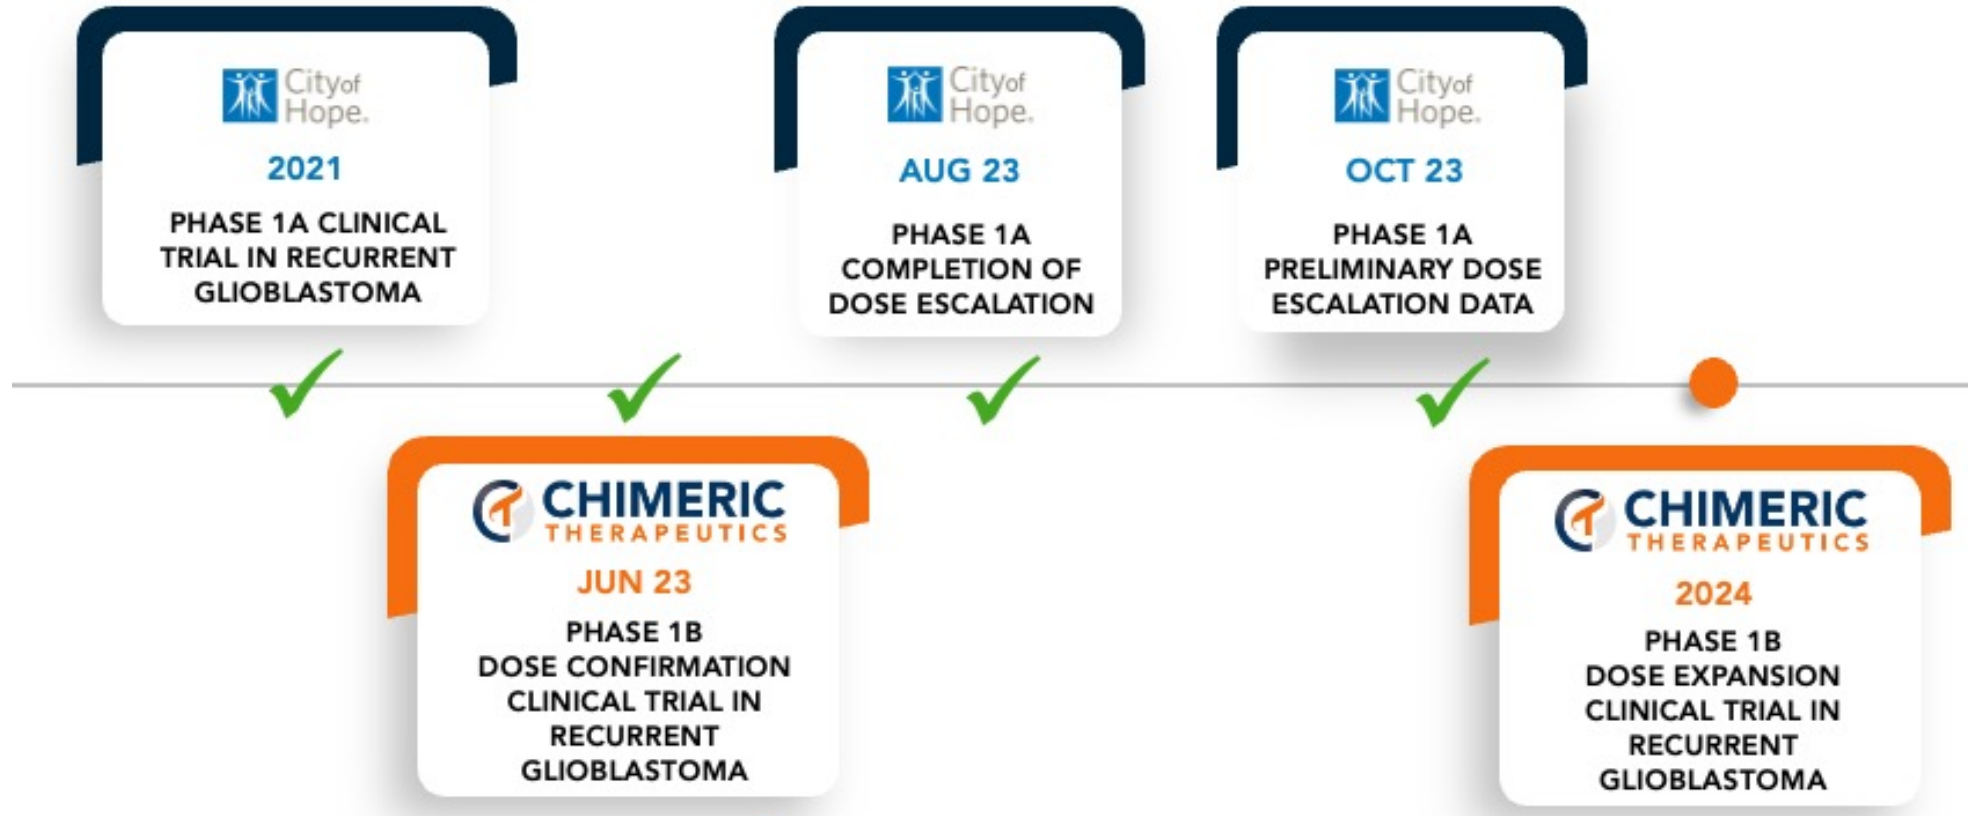 City of
Hope.
2021
PHASE 1A CLINICAL
TRIAL IN RECURRENT
GLIOBLASTOMA
City of
Hope.
AUG 23
PHASE 1A
COMPLETION OF
DOSE ESCALATION
City of
Hope.
OCT 23
PHASE 1A
PRELIMINARY DOSE
ESCALATION DATA
CHIMERIC
THERAPEUTICS
JUN 23
PHASE 1B
DOSE CONFIRMATION
CLINICAL TRIAL IN
RECURRENT
GLIOBLASTOMA
CHIMERIC
THERAPEUTICS
2024
PHASE 1B
DOSE EXPANSION
CLINICAL TRIAL IN
RECURRENT
GLIOBLASTOMA